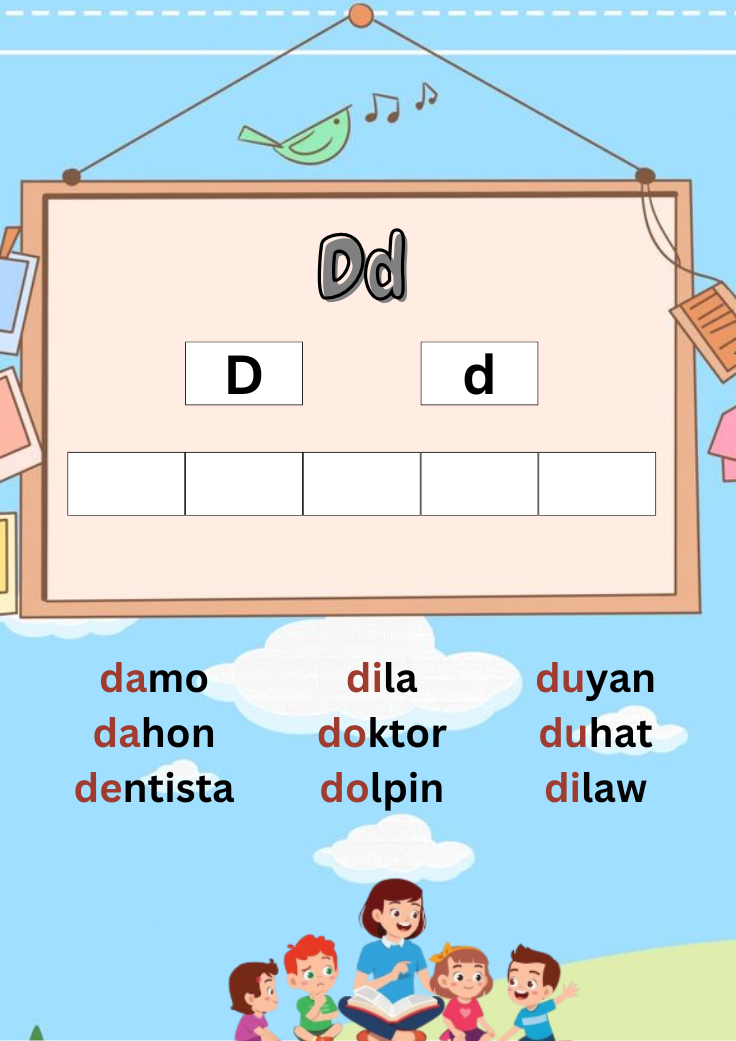 Dd
D d
damo dila duyan
dahon doktor duhat
dentista dolpin dilaw